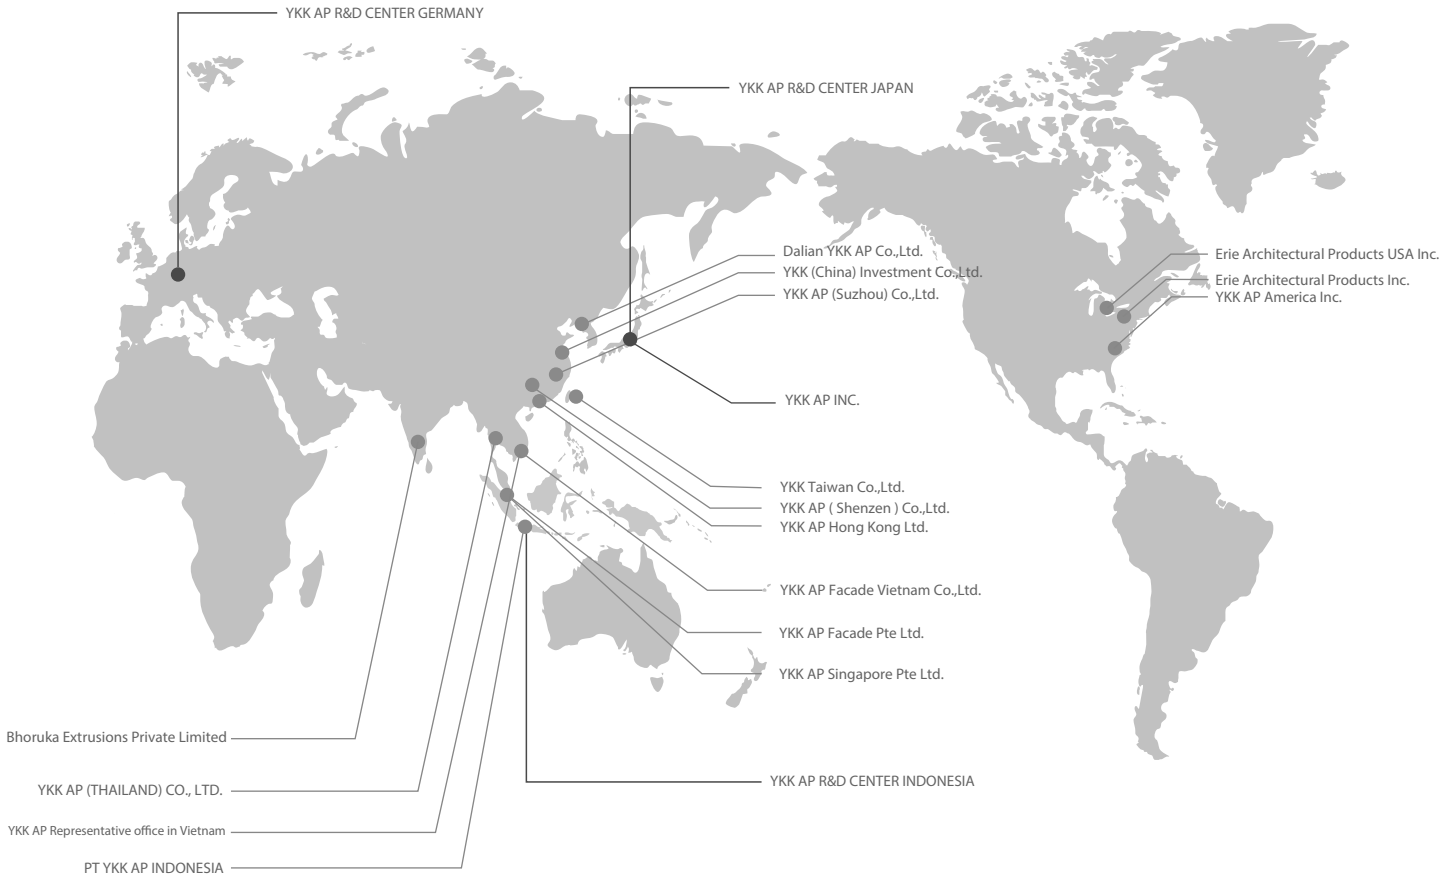 YKK AP R&D CENTER GERMANY
YKK AP R&D CENTER JAPAN
Dalian YKK AP Co.,Ltd.
YKK (China) Investment Co.,Ltd.
YKK AP (Suzhou) Co.,Ltd.
Erie Architectural Products USA Inc.
Erie Architectural Products Inc.
YKK AP America Inc.
YKK AP INC.
YKK Taiwan Co.,Ltd.
YKK AP ( Shenzen ) Co.,Ltd.
YKK AP Hong Kong Ltd.
YKK AP Facade Vietnam Co.,Ltd.
YKK AP Facade Pte Ltd.
YKK AP Singapore Pte Ltd.
Bhoruka Extrusions Private Limited
YKK AP R&D CENTER INDONESIA
YKK AP (THAILAND) CO., LTD.
YKK AP Representative office in Vietnam
PT YKK AP INDONESIA